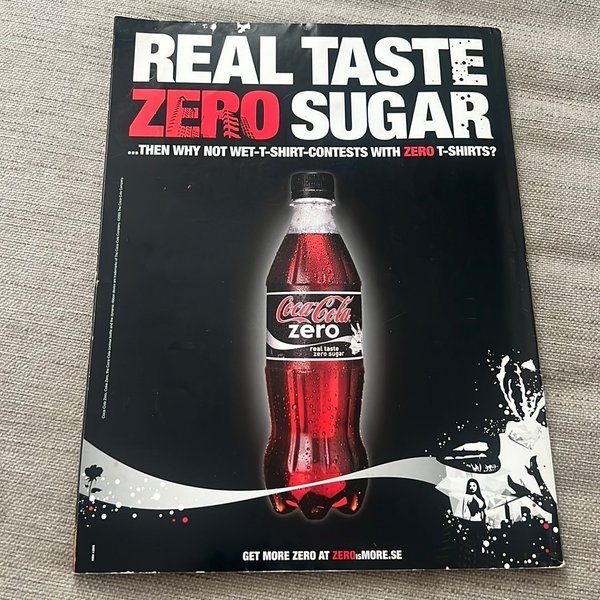 REAL TASTE
ZERO SUGAR
...THEN WHY NOT WET-T-SHIRT-CONTESTS WITH ZERO T-SHIRTS?
Coca-Cola
zero
real taste
zero sugar
GET MORE ZERO AT ZEROISMORE.SE